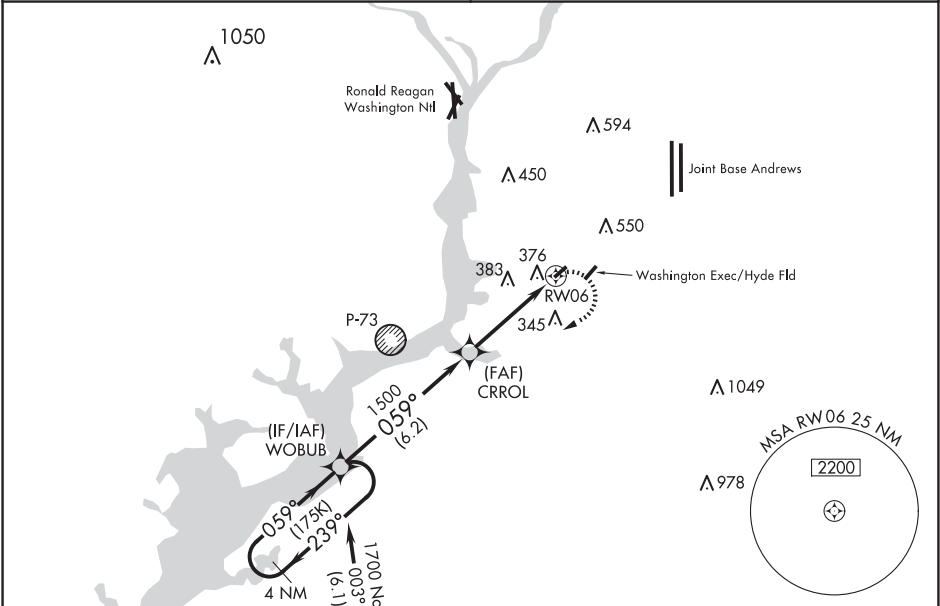 1050
Ronald Reagan
Washington Ntl
594
450
Joint Base Andrews
550
376
383
Washington Exec/Hyde Fld
RW06
P-73
345
(FAF)
CRROL
1500
059°
(6.2)
1049
(IF/IAF)
WOBUB
MSA RW06 25 NM
2200
978
059°
(175K)
239°
4 NM
1700
003°
(6.1)